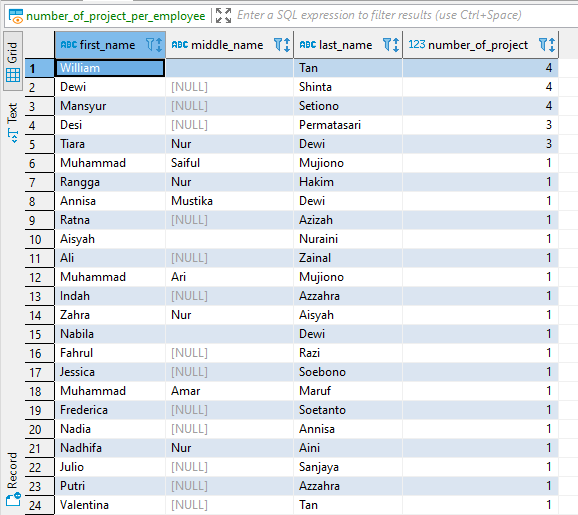 number_of_project_per_employee Enter a SQL expression to filter results (use Ctrl+Space)
Grid
Text
Record
ABC first_name ABC middle_name ABC last_name 123 number_of_project
1 William Tan 4
2 Dewi [NULL] Shinta 4
3 Mansyur [NULL] Setiono 4
4 Desi [NULL] Permatasari 3
5 Tiara Nur Dewi 3
6 Muhammad Saiful Mujiono 1
7 Rangga Nur Hakim 1
8 Annisa Mustika Dewi 1
9 Ratna [NULL] Azizah 1
10 Aisyah Nuraini 1
11 Ali [NULL] Zainal 1
12 Muhammad Ari Mujiono 1
13 Indah [NULL] Azzahra 1
14 Zahra Nur Aisyah 1
15 Nabila Dewi 1
16 Fahrul [NULL] Razi 1
17 Jessica [NULL] Soebono 1
18 Muhammad Amar Maruf 1
19 Frederica [NULL] Soetanto 1
20 Nadia [NULL] Annisa 1
21 Nadhifa Nur Aini 1
22 Julio [NULL] Sanjaya 1
23 Putri [NULL] Azzahra 1
24 Valentina [NULL] Tan 1